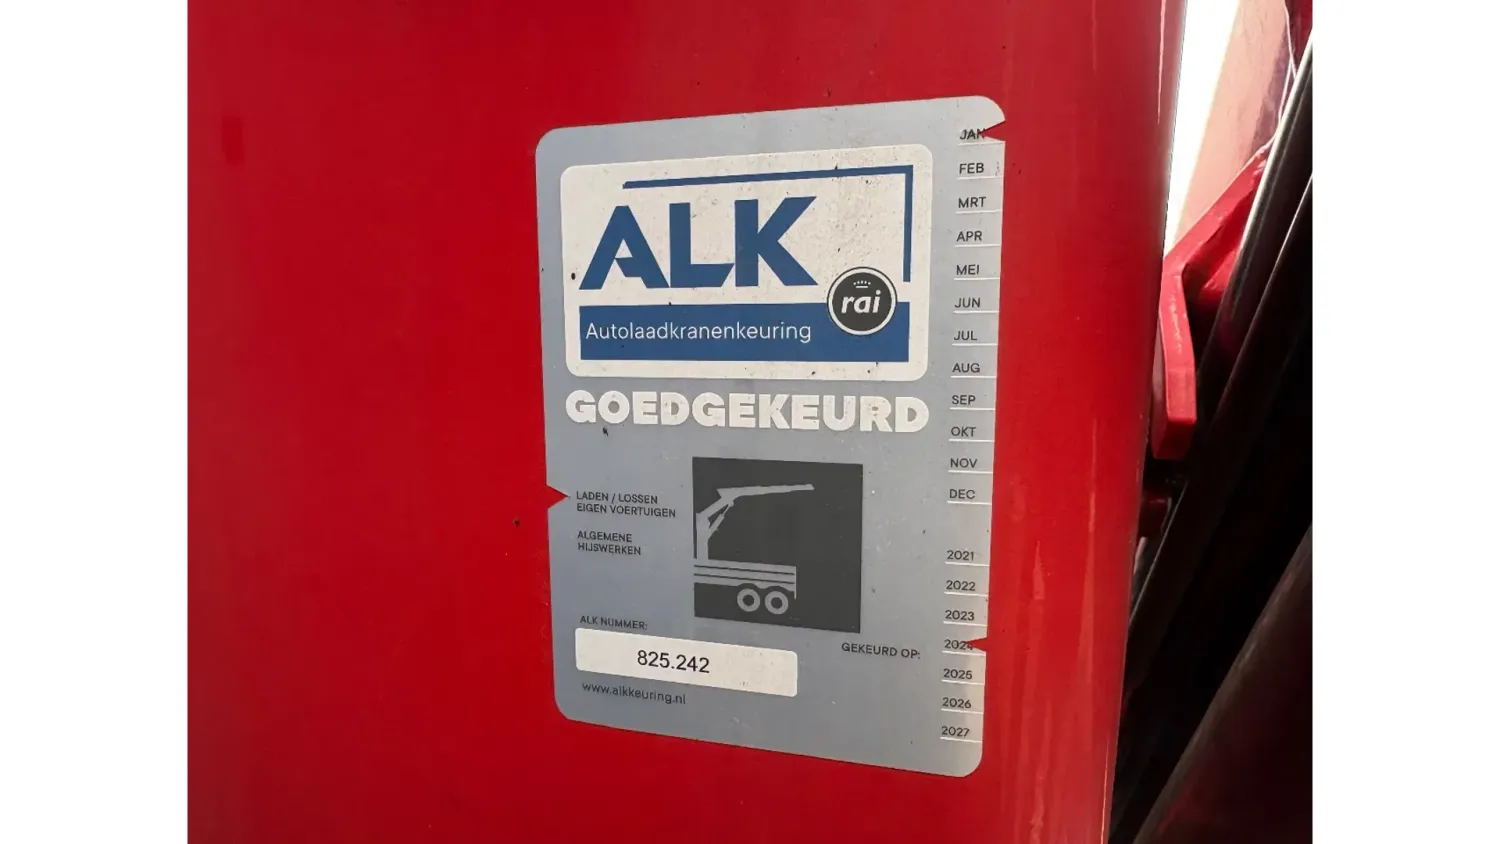 ALK
rai
Autolaadkranenkeuring
GOEDGEKEURD
LADEN / LOSSEN
EIGEN VOERTUIGEN
ALGEMENE
HIJSWERKEN
ALK NUMMER:
825.242
www.alkkeuring.nl
GEKEURD OP:
JAN
FEB
MRT
APR
MEI
JUN
JUL
AUG
SEP
OKT
NOV
DEC
2021
2022
2023
2024
2025
2026
2027